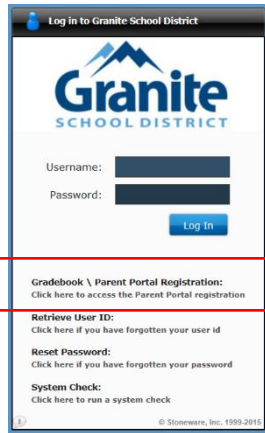 Log in to Granite School District
Granite
SCHOOL DISTRICT
Username:
Password:
Log In
Gradebook \ Parent Portal Registration:
Click here to access the Parent Portal registration
Retrieve User ID:
Click here if you have forgotten your user id
Reset Password:
Click here if you have forgotten your password
System Check:
Click here to run a system check
© Stoneware, Inc. 1999-2015